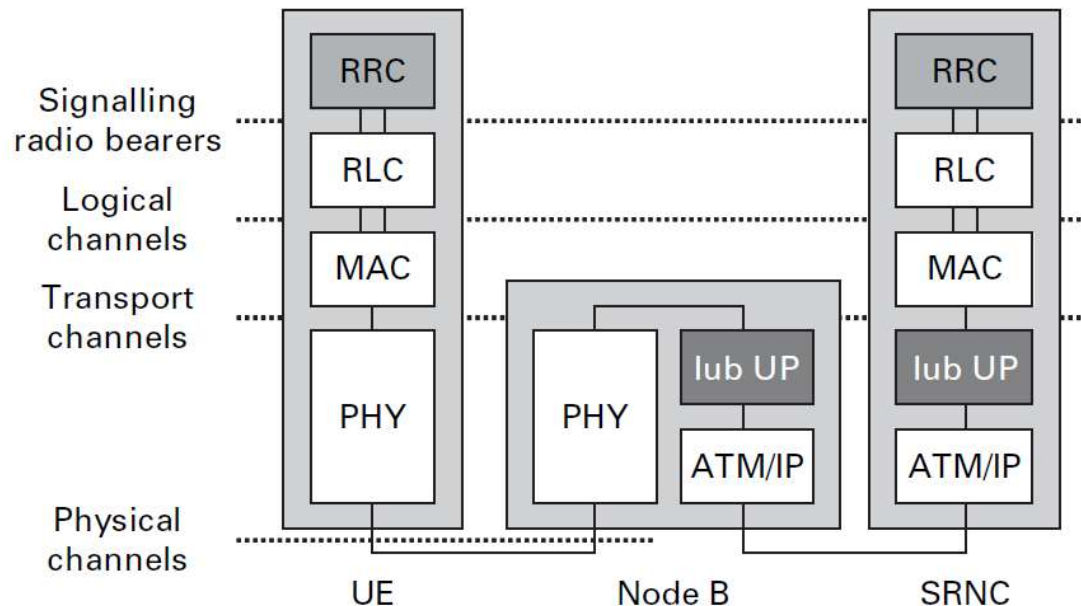 RRC
RRC
Signalling
radio bearers
RLC
RLC
Logical
channels
MAC
MAC
Transport
channels
Iub UP
Iub UP
PHY
PHY
ATM/IP
ATM/IP
Physical
channels
UE
Node B
SRNC